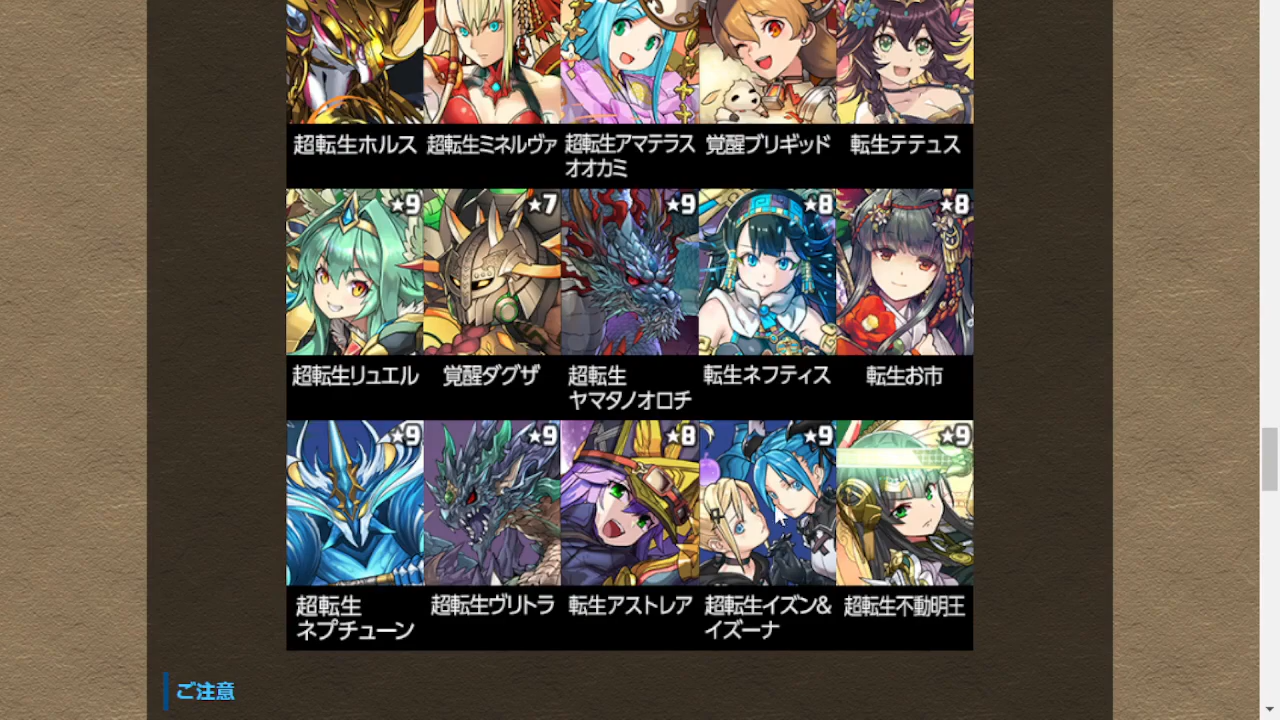 超転生ホルス 超転生ミネルヴァ 超転生アマテラス 覚醒ブリギッド 転生テテュス
オオカミ
★9 ★7 ★9 ★8 ★8
超転生リュエル 覚醒ダグザ 超転生 転生ネフティス 転生お市
ヤマタノオロチ
★9 ★9 ★8 ★9 ★9
超転生 超転生ヴリトラ 転生アストレア 超転生イズン& 超転生不動明王
ネプチューン イズーナ
ご注意